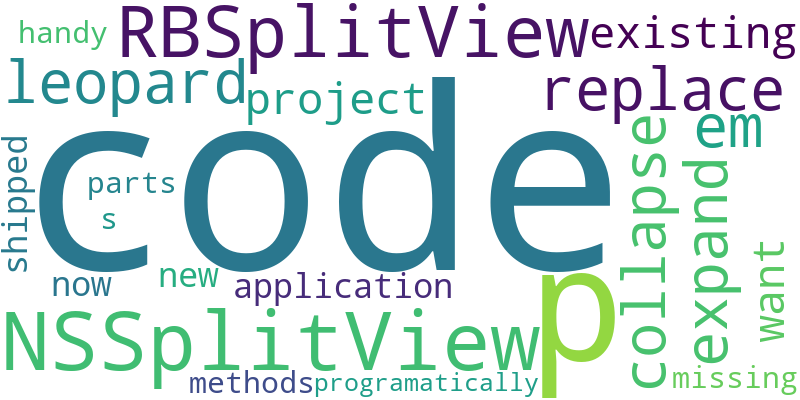 handy
RBSplitView
existing
leopard
project
replace
em
code
shipped
parts
s
collapse
expand
now
new
application
want
NSSplitView
p
methods
programatically
missing